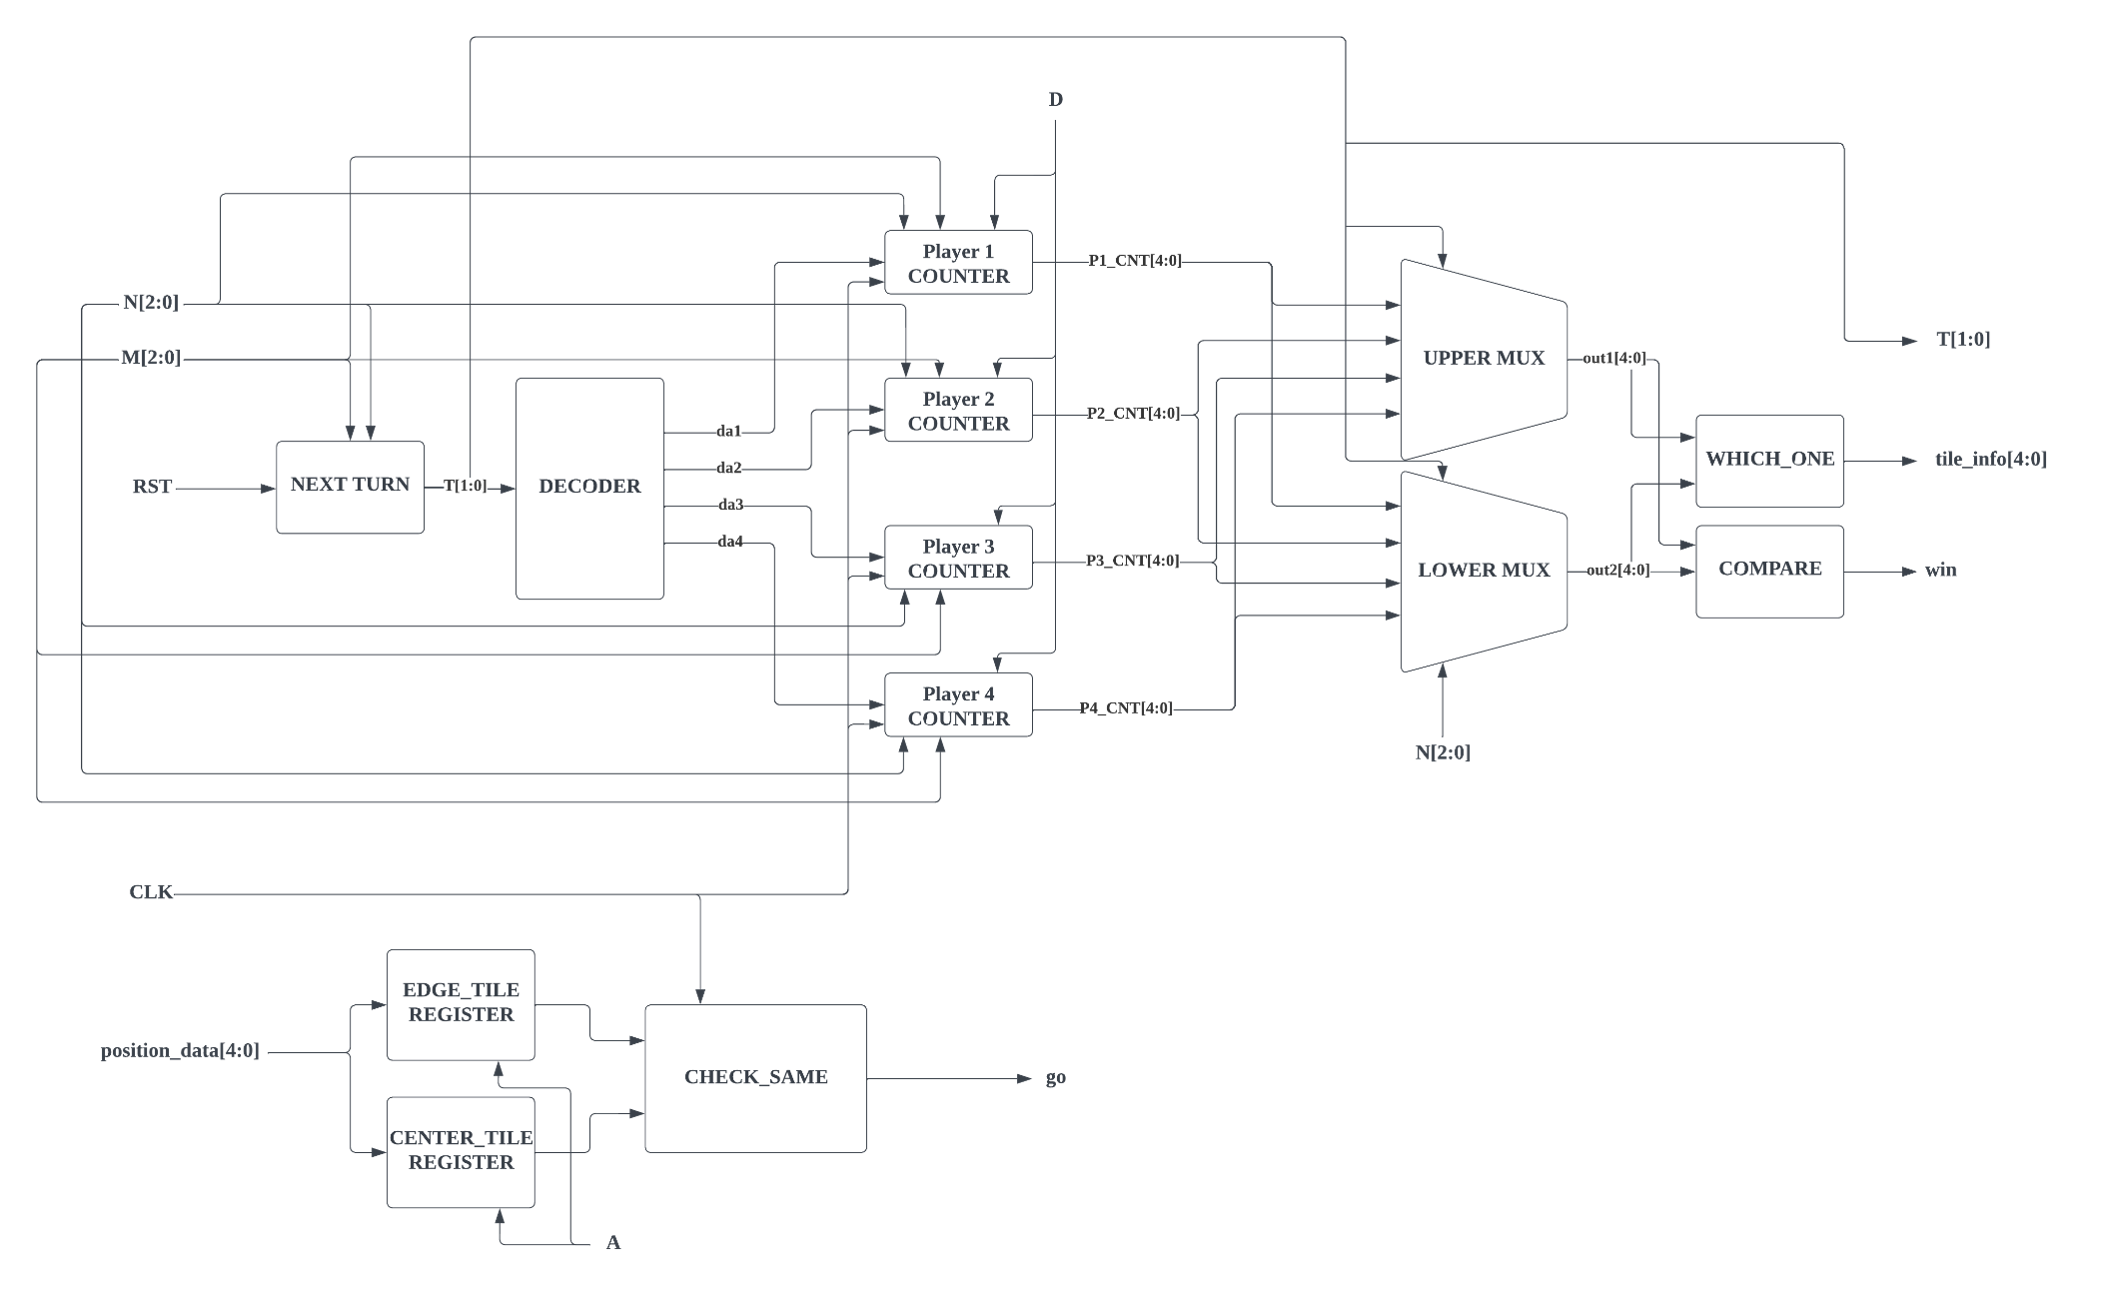 D
Player 1
COUNTER
P1_CNT[4:0]
N[2:0]
M[2:0]
T[1:0]
UPPER MUX
out1[4:0]
Player 2
COUNTER
P2_CNT[4:0]
da1
da2
da3
da4
RST
NEXT TURN
T[1:0]
DECODER
WHICH_ONE
tile_info[4:0]
Player 3
COUNTER
P3_CNT[4:0]
LOWER MUX
out2[4:0]
COMPARE
win
Player 4
COUNTER
P4_CNT[4:0]
N[2:0]
CLK
EDGE_TILE
REGISTER
position_data[4:0]
CHECK_SAME
go
CENTER_TILE
REGISTER
A